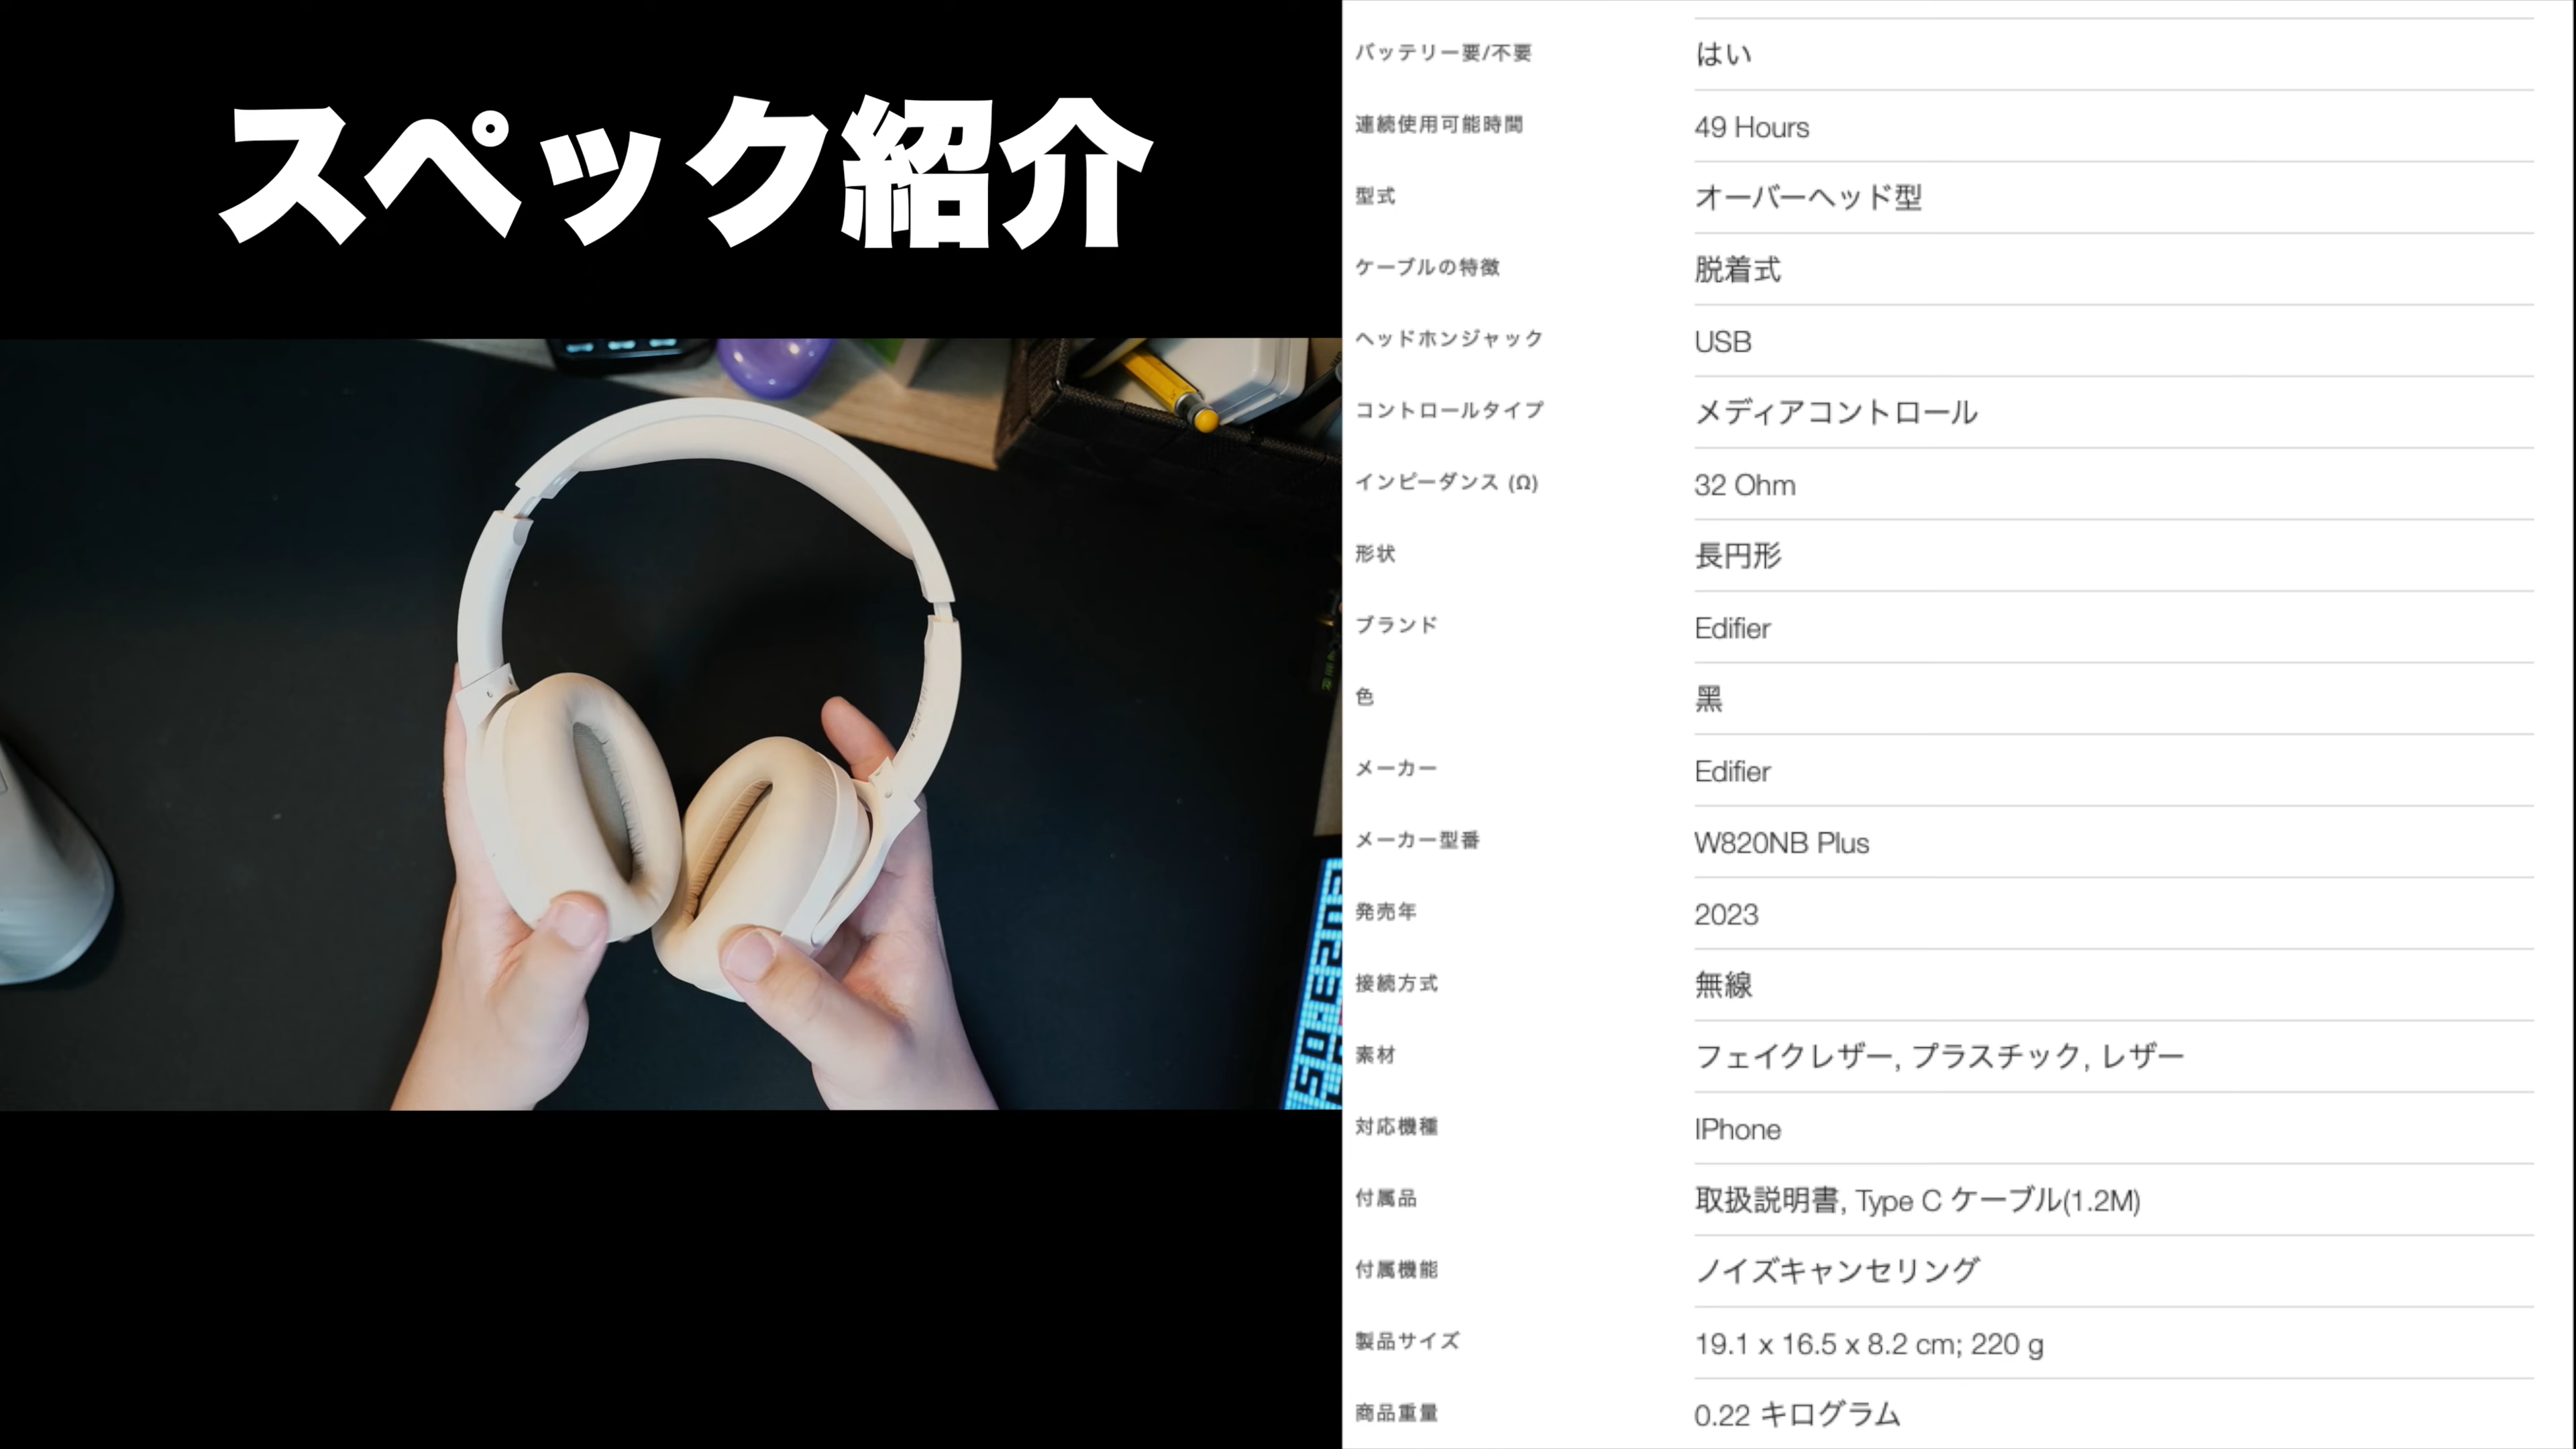 スペック紹介
バッテリー要/不要 はい
連続使用可能時間 49 Hours
型式 オーバーヘッド型
ケーブルの特徴 脱着式
ヘッドホンジャック USB
コントロールタイプ メディアコントロール
インピーダンス (Ω) 32 Ohm
形状 長円形
ブランド Edifier
色 黑
メーカー Edifier
メーカー型番 W820NB Plus
発売年 2023
接続方式 無線
素材 フェイクレザー, プラスチック, レザー
対応機種 IPhone
付属品 取扱説明書, Type C ケーブル(1.2M)
付属機能 ノイズキャンセリング
製品サイズ 19.1 x 16.5 x 8.2 cm; 220 g
商品重量 0.22 キログラム